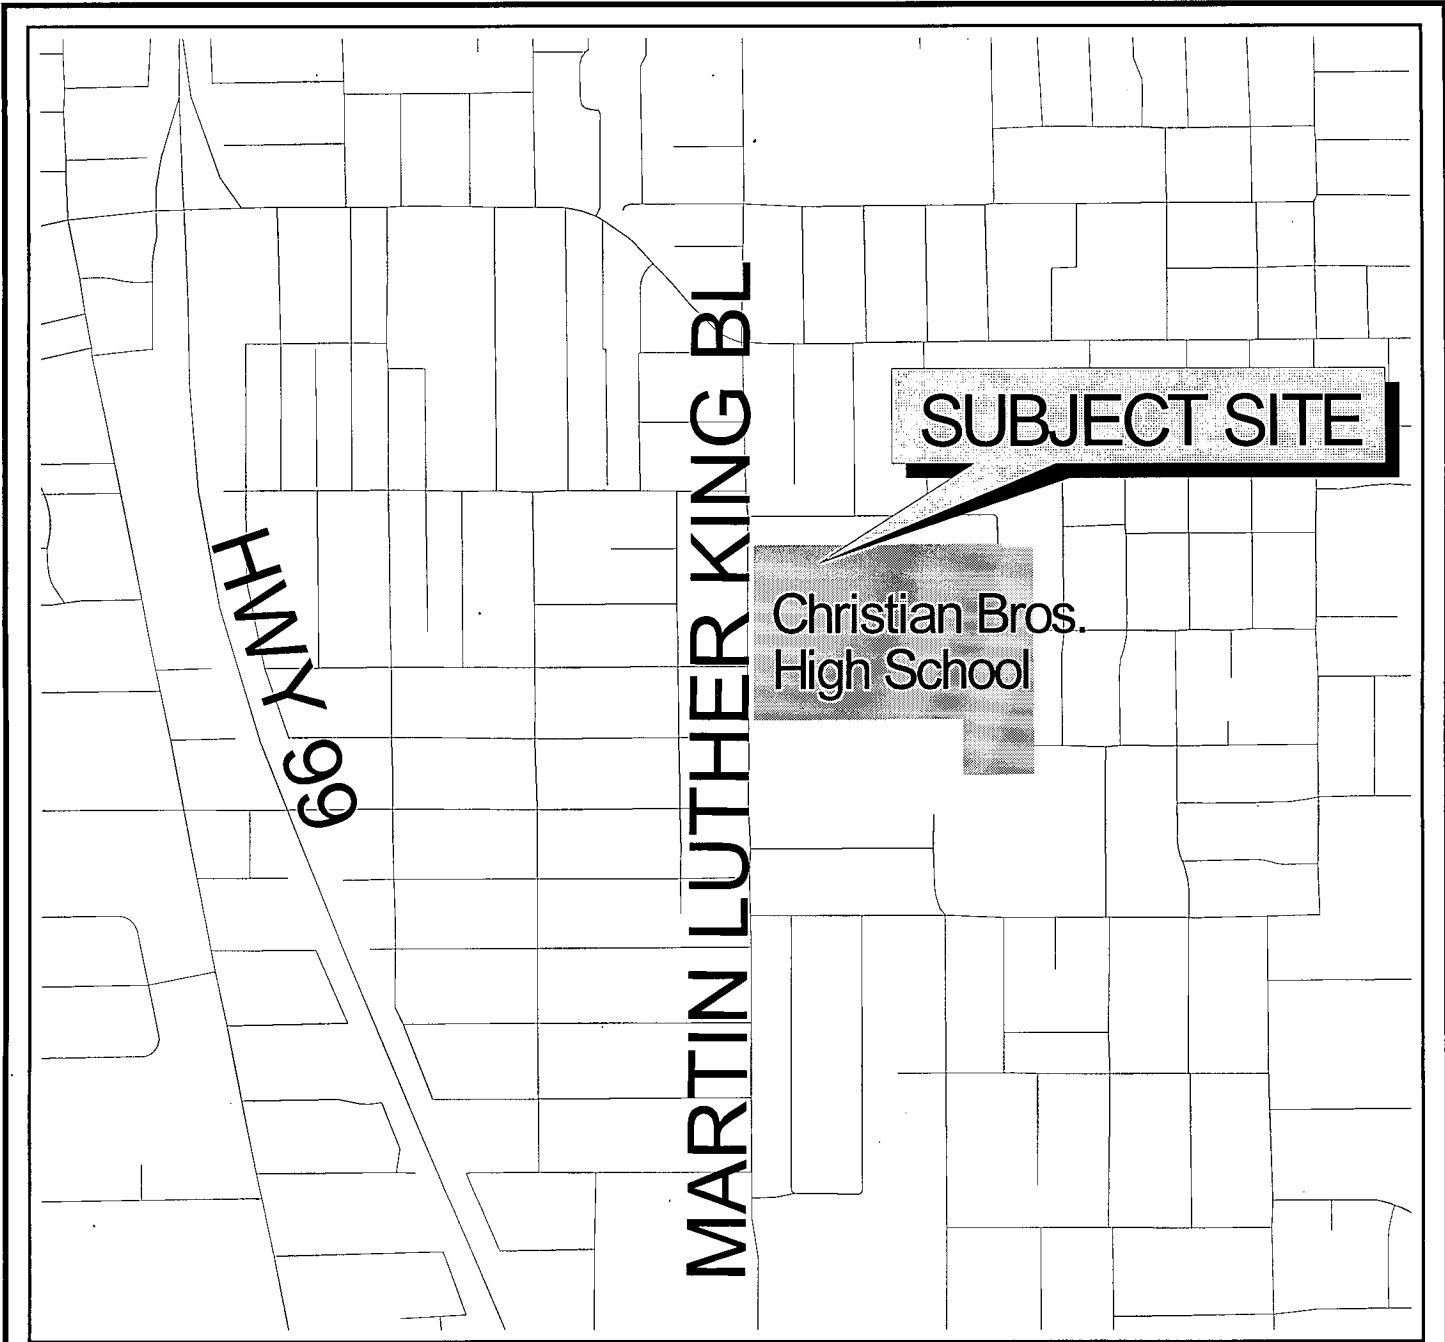 SUBJECT SITE
Christian Bros.
High School
MARTIN LUTHER KING BL
HWY 99